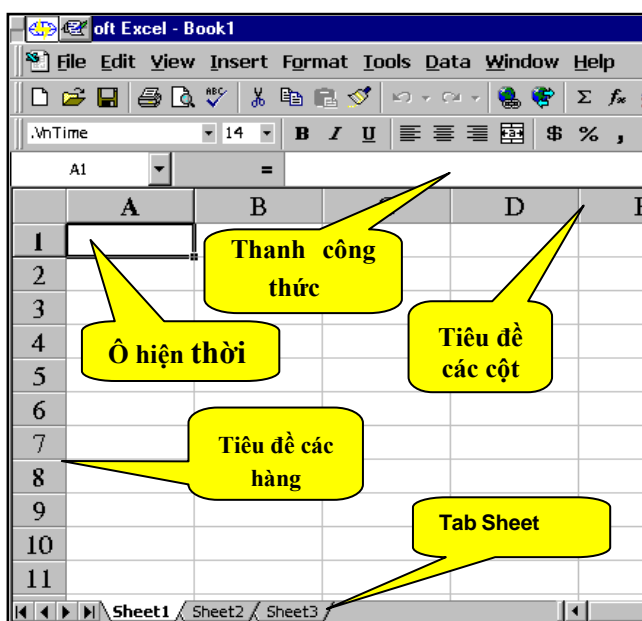 oft Excel - Book1
File Edit View Insert Format Tools Data Window Help
ABC Σ fx
.VnTime 14 B I U $ % ,
A1 =
A B D
1
2
3
4
5
6
7
8
9
10
11
Thanh công
thức
Ô hiện thời
Tiêu đề
các cột
Tiêu đề các
hàng
Tab Sheet
Sheet1 Sheet2 Sheet3